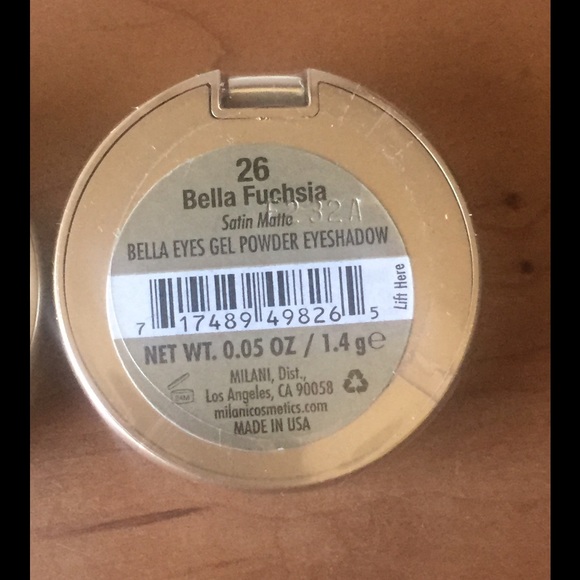 26
Bella Fuchsia
Satin Matte
BELLA EYES GEL POWDER EYESHADOW
7 17489 49826 5
Lift Here
NET WT. 0.05 OZ / 1.4 g℮
24M
MILANI, Dist.,
Los Angeles, CA 90058
milanicosmetics.com
MADE IN USA